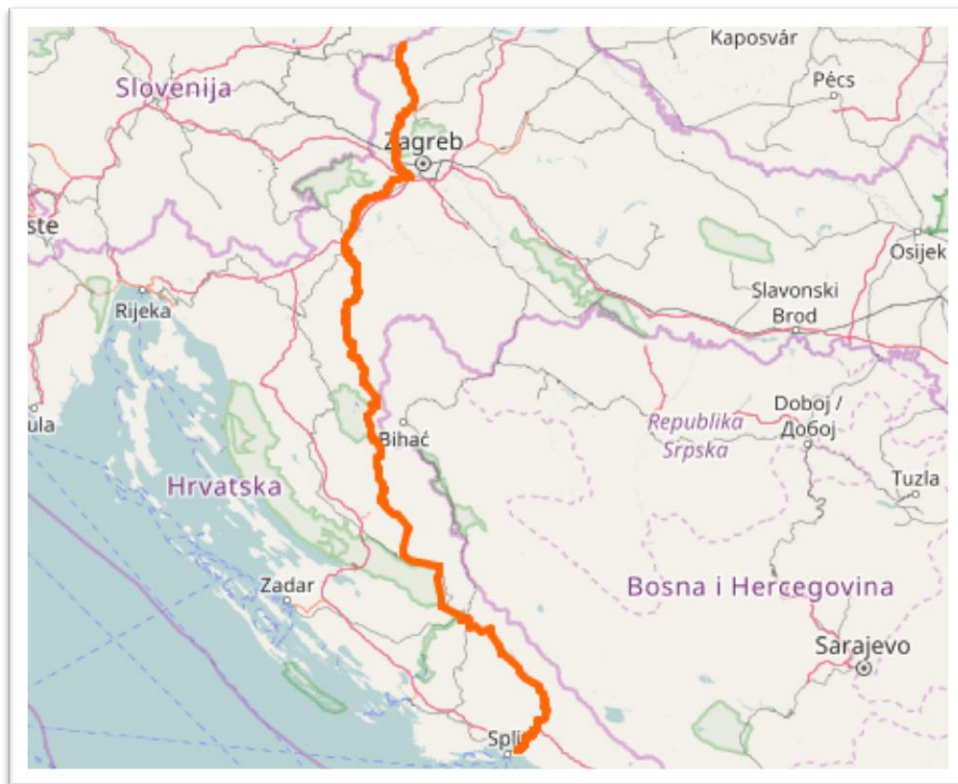 Kaposvár
Slovenija
Pécs
Zagreb
ste
Osijek
Rijeka
Slavonski
Brod
ula
Bihać
Republika
Srpska
Doboj /
Добој
Tuzla
Hrvatska
Zadar
Bosna i Hercegovina
Sarajevo
Spli